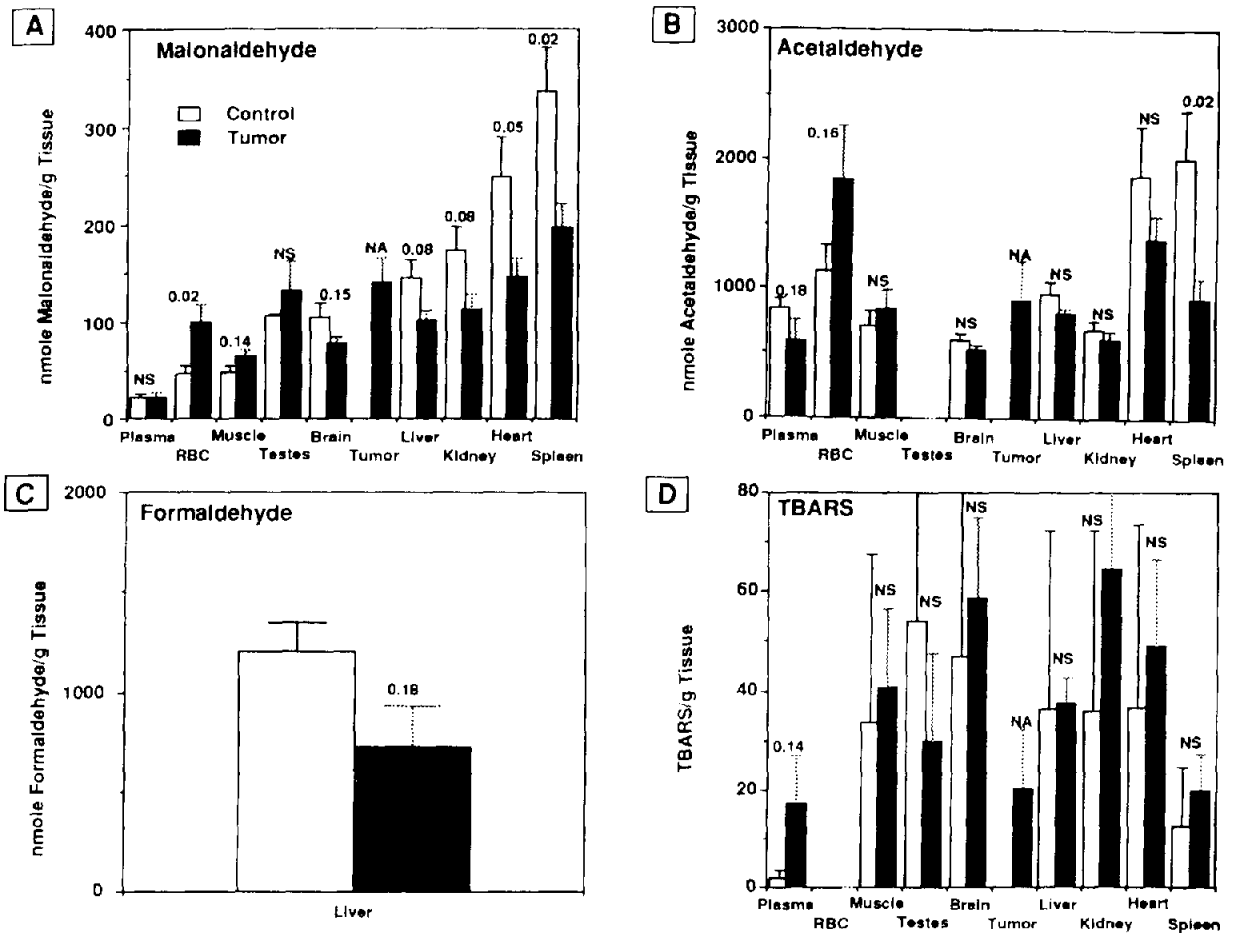 A
Malonaldehyde
Control
Tumor
nmole Malonaldehyde/g Tissue
400
300
200
100
0
NS
0.02
0.14
NS
0.15
NA
0.08
0.08
0.05
0.02
Plasma
RBC
Muscle
Testes
Brain
Tumor
Liver
Kidney
Heart
Spleen
B
Acetaldehyde
nmole Acetaldehyde/g Tissue
3000
2000
1000
0
0.18
0.16
NS
NS
NA
NS
NS
NS
0.02
Plasma
RBC
Muscle
Testes
Brain
Tumor
Liver
Kidney
Heart
Spleen
C
Formaldehyde
nmole Formaldehyde/g Tissue
2000
1000
0
0.18
Liver
D
TBARS
TBARS/g Tissue
80
60
40
20
0
0.14
NS
NS
NS
NA
NS
NS
NS
NS
Plasma
RBC
Muscle
Testes
Brain
Tumor
Liver
Kidney
Heart
Spleen